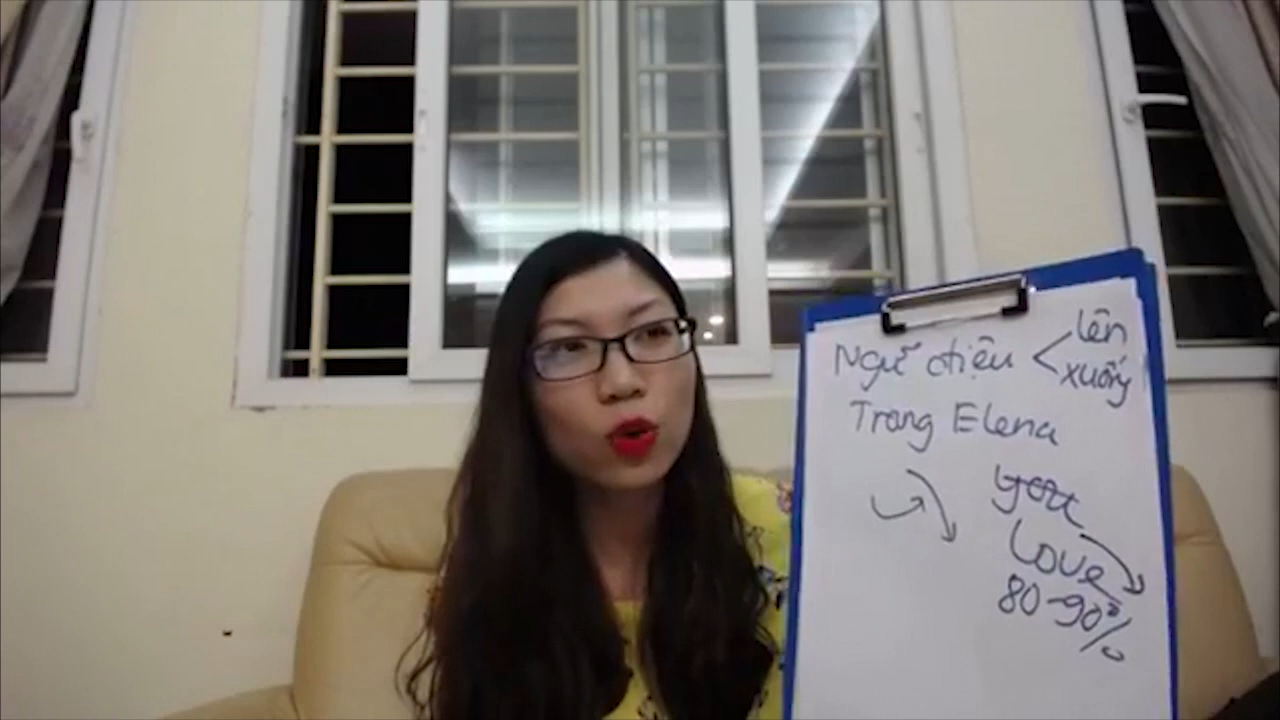 Ngữ điệu < lên
xuống
Trang Elena
you
Love
80-90%